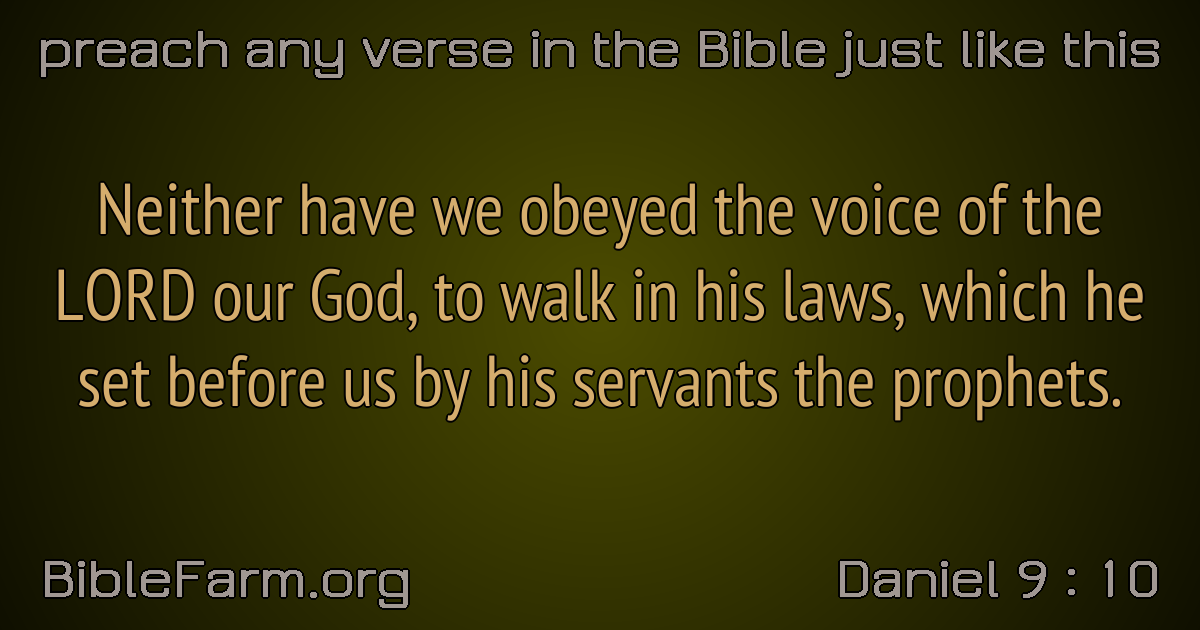 preach any verse in the Bible just like this
Neither have we obeyed the voice of the
LORD our God, to walk in his laws, which he
set before us by his servants the prophets.
BibleFarm.org
Daniel 9 : 10